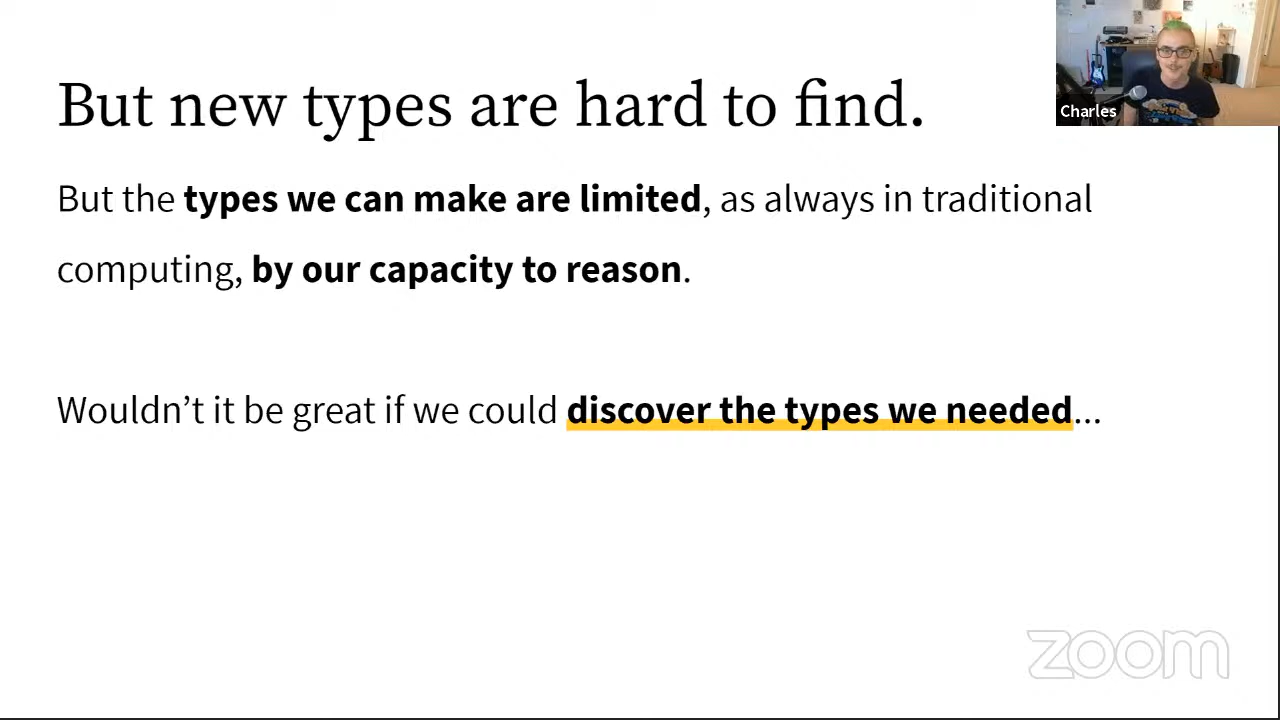 But new types are hard to find.
Charles
But the types we can make are limited, as always in traditional
computing, by our capacity to reason.
Wouldn’t it be great if we could discover the types we needed...
zoom